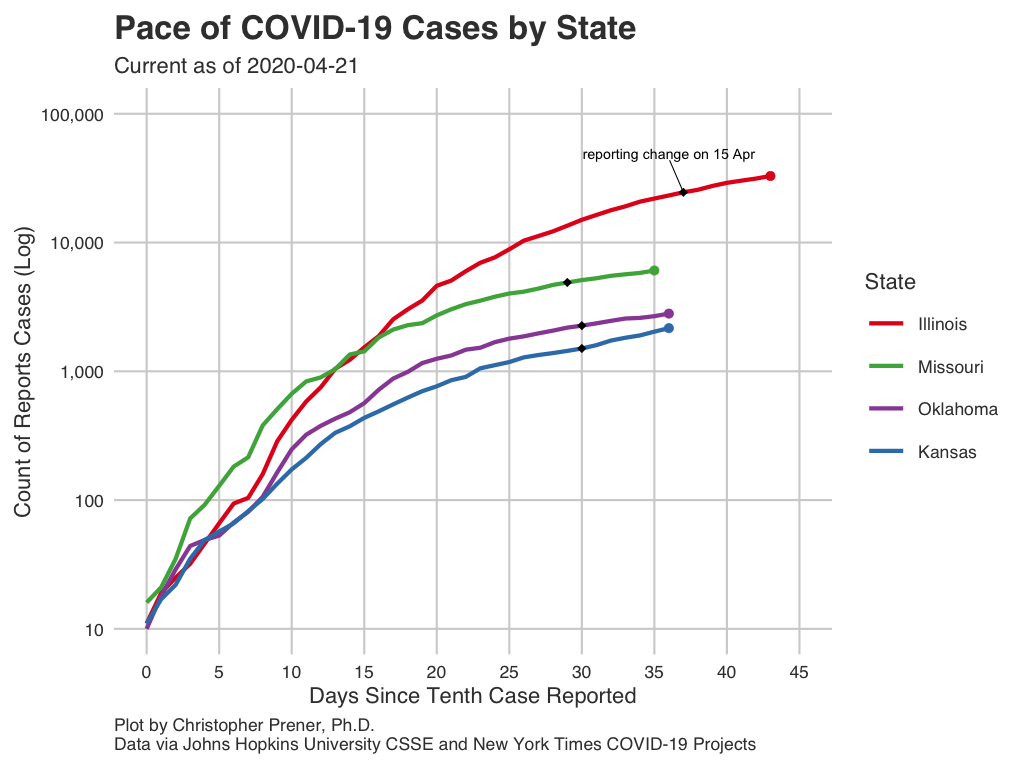 Pace of COVID-19 Cases by State
Current as of 2020-04-21
Count of Reports Cases (Log)
100,000
10,000
1,000
100
10
reporting change on 15 Apr
0 5 10 15 20 25 30 35 40 45
Days Since Tenth Case Reported
State
Illinois
Missouri
Oklahoma
Kansas
Plot by Christopher Prener, Ph.D.
Data via Johns Hopkins University CSSE and New York Times COVID-19 Projects